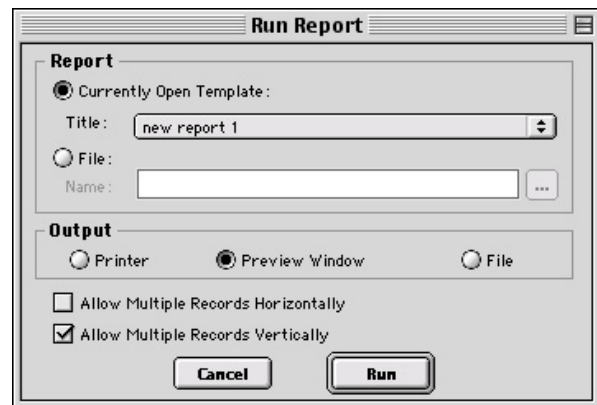 Run Report
Report
Currently Open Template:
Title: new report 1
File:
Name: ...
Output
Printer Preview Window File
Allow Multiple Records Horizontally
Allow Multiple Records Vertically
Cancel Run